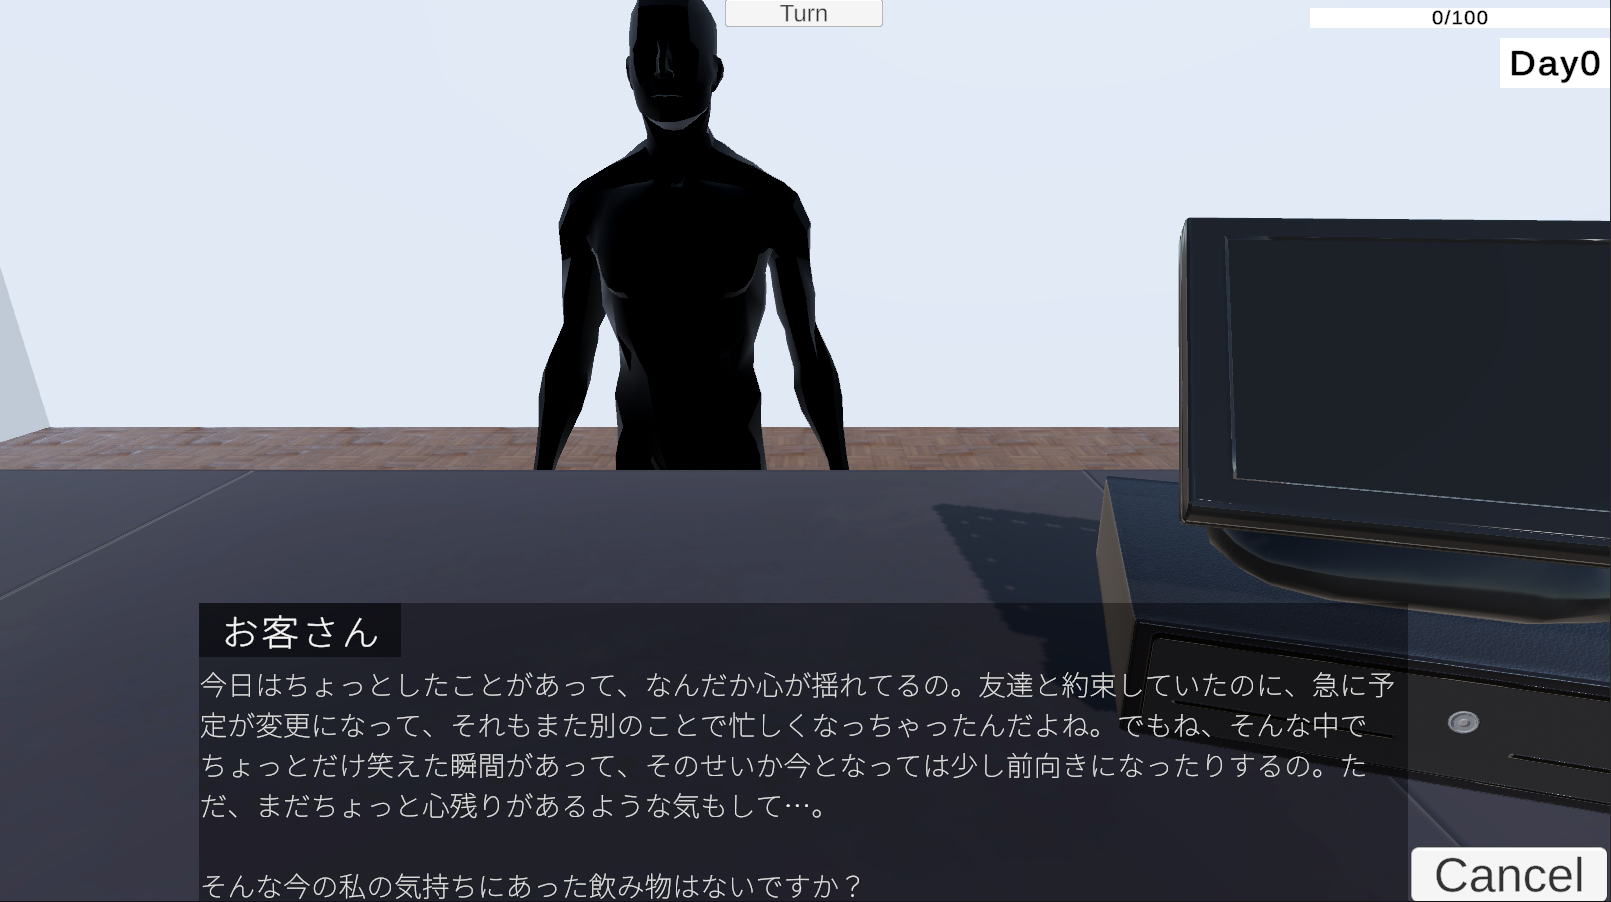 Turn
0/100
Day0
お客さん
今日はちょっとしたことがあって、なんだか心が揺れてるの。友達と約束していたのに、急に予
定が変更になって、それもまた別のことで忙しくなっちゃったんだよね。でもね、そんな中で
ちょっとだけ笑えた瞬間があって、そのせいか今となっては少し前向きになったりするの。た
だ、まだちょっと心残りがあるような気もして…。
そんな今の私の気持ちにあった飲み物はないですか？
Cancel